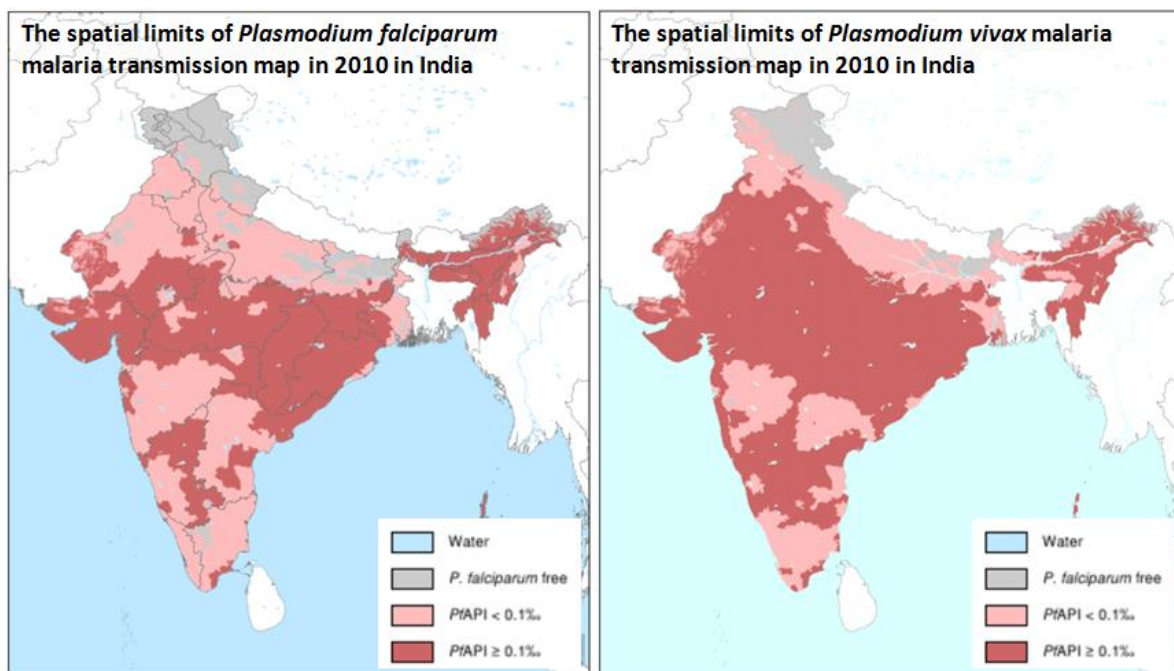 The spatial limits of Plasmodium falciparum
malaria transmission map in 2010 in India
Water
P. falciparum free
PfAPI < 0.1‰
PfAPI ≥ 0.1‰
The spatial limits of Plasmodium vivax malaria
transmission map in 2010 in India
Water
P. falciparum free
PfAPI < 0.1‰
PfAPI ≥ 0.1‰